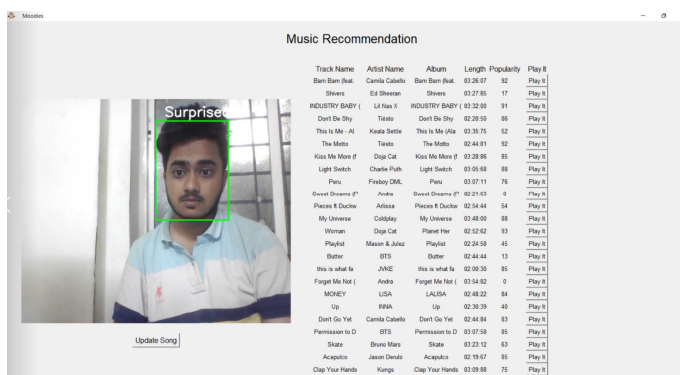 Moodies
Music Recommendation
Track Name Artist Name Album Length Popularity Play It
Bam Bam (feat. Camila Cabello Bam Bam (feat. 03:26:07 92 Play It
Shivers Ed Sheeran Shivers 03:27:05 17 Play It
Surprised
INDUSTRY BABY ( Lil Nas X INDUSTRY BABY ( 03:32:00 91 Play It
Don't Be Shy Tiësto Don't Be Shy 02:20:50 86 Play It
This Is Me - Al Keala Settle This Is Me (Ala 03:35:75 52 Play It
The Motto Tiësto The Motto 02:44:81 92 Play It
Kiss Me More (f Doja Cat Kiss Me More (f 03:28:86 85 Play It
Light Switch Charlie Puth Light Switch 03:05:68 88 Play It
Peru Fireboy DML Peru 03:07:11 76 Play It
Sweet Dreams (P Andra Sweet Dreams (P 02:21:63 0 Play It
Pieces ft Duckw Arlissa Pieces ft Duckw 02:54:44 54 Play It
My Universe Coldplay My Universe 03:48:00 88 Play It
Woman Doja Cat Planet Her 02:52:62 93 Play It
Playlist Mason & Julez Playlist 02:24:58 45 Play It
Butter BTS Butter 02:44:44 13 Play It
this is what fa JVKE this is what fa 02:00:30 85 Play It
Forget Me Not ( Andra Forget Me Not ( 03:54:82 0 Play It
MONEY LISA LALISA 02:48:22 84 Play It
Up INNA Up 02:30:39 40 Play It
Don't Go Yet Camila Cabello Don't Go Yet 02:44:84 83 Play It
Permission to D BTS Permission to D 03:07:58 85 Play It
Update Song
Skate Bruno Mars Skate 03:23:12 63 Play It
Acapulco Jason Derulo Acapulco 02:19:67 85 Play It
Clap Your Hands Kungs Clap Your Hands 03:09:88 75 Play It